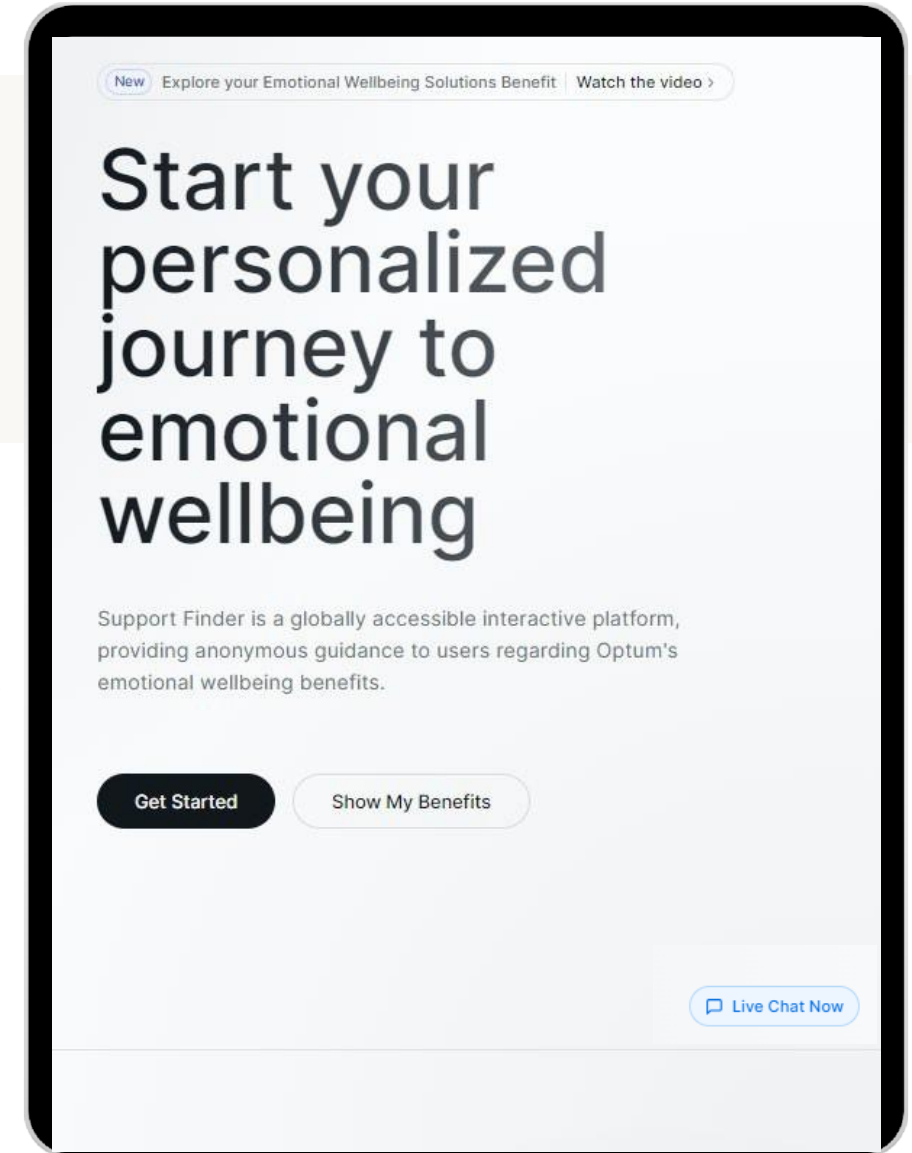 New Explore your Emotional Wellbeing Solutions Benefit Watch the video ›
Start your
personalized
journey to
emotional
wellbeing
Support Finder is a globally accessible interactive platform,
providing anonymous guidance to users regarding Optum's
emotional wellbeing benefits.
Get Started Show My Benefits
Live Chat Now